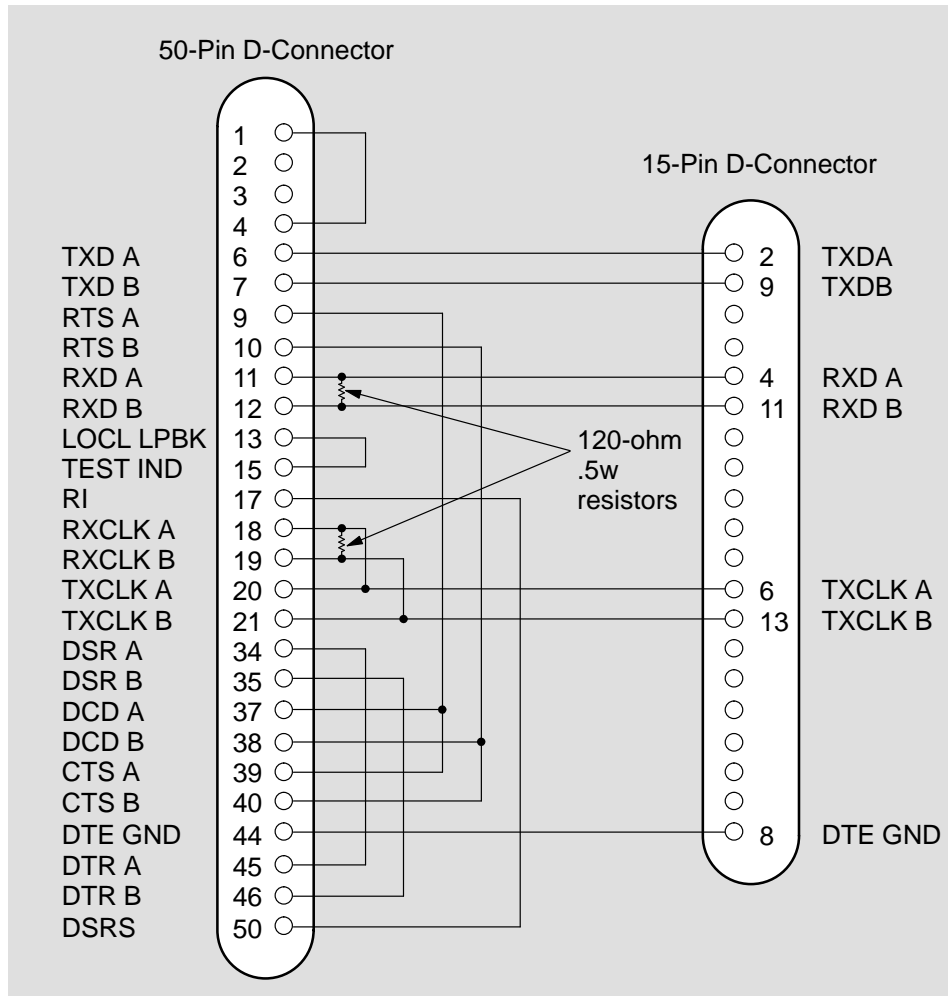 50-Pin D-Connector
15-Pin D-Connector
1
2
3
4
TXD A 6 2 TXDA
TXD B 7 9 TXDB
RTS A 9
RTS B 10
RXD A 11 4 RXD A
RXD B 12 11 RXD B
LOCL LPBK 13
TEST IND 15
120-ohm
.5w
resistors
RI 17
RXCLK A 18
RXCLK B 19
TXCLK A 20 6 TXCLK A
TXCLK B 21 13 TXCLK B
DSR A 34
DSR B 35
DCD A 37
DCD B 38
CTS A 39
CTS B 40
DTE GND 44 8 DTE GND
DTR A 45
DTR B 46
DSRS 50